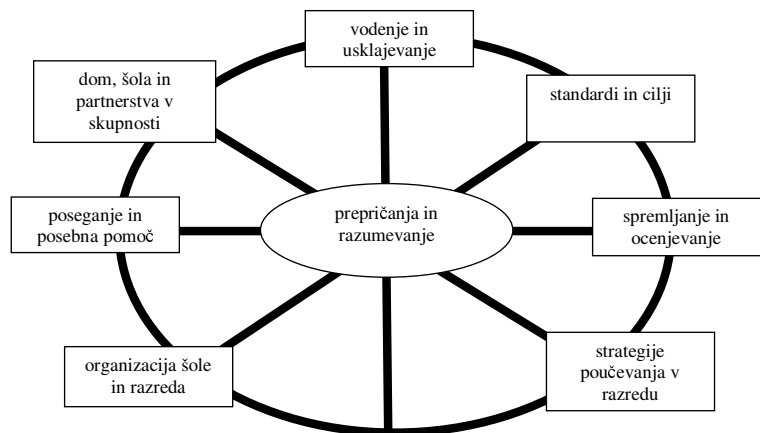 vodenje in
usklajevanje
dom, šola in
partnerstva v
skupnosti
standardi in cilji
poseganje in
posebna pomoč
prepričanja in
razumevanje
spremljanje in
ocenjevanje
organizacija šole
in razreda
strategije
poučevanja v
razredu